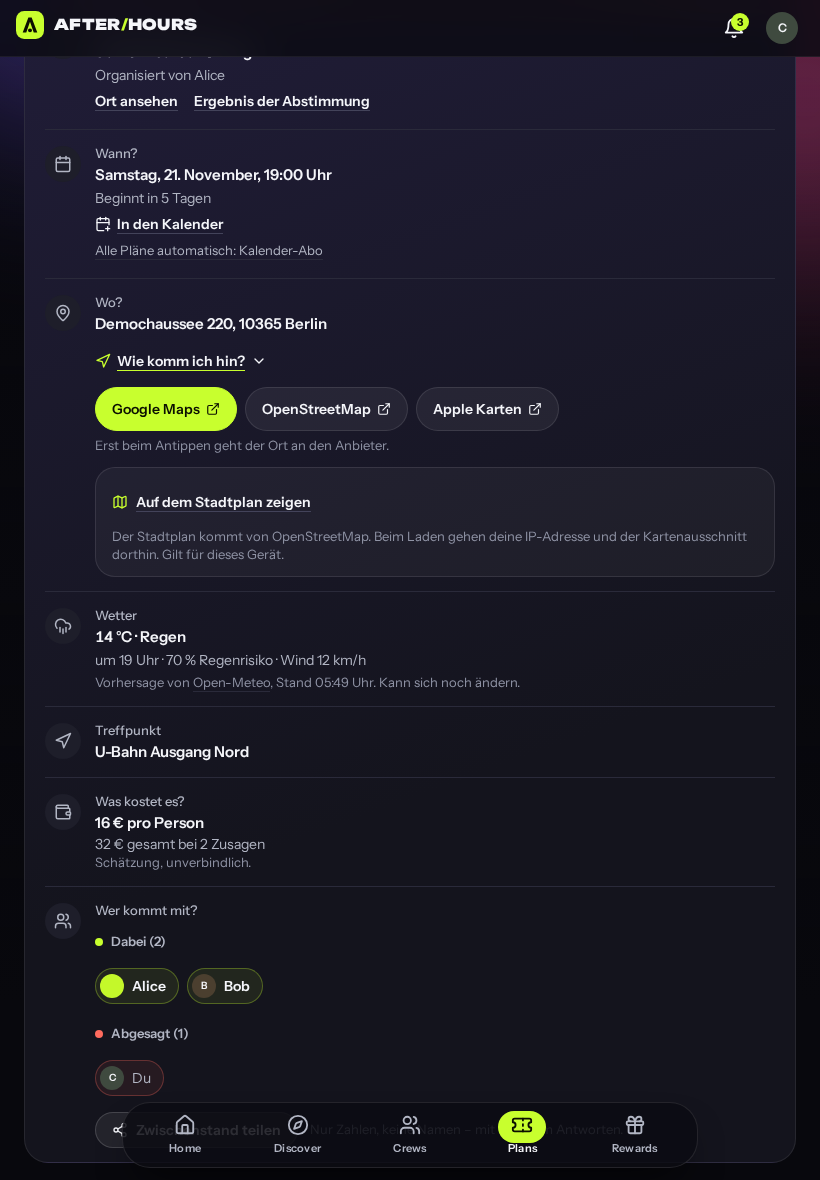 AFTER/HOURS
3
C
Organisiert von Alice
Ort ansehen Ergebnis der Abstimmung
Wann?
Samstag, 21. November, 19:00 Uhr
Beginnt in 5 Tagen
In den Kalender
Alle Pläne automatisch: Kalender-Abo
Wo?
Demochaussee 220, 10365 Berlin
Wie komm ich hin?
Google Maps OpenStreetMap Apple Karten
Erst beim Antippen geht der Ort an den Anbieter.
Auf dem Stadtplan zeigen
Der Stadtplan kommt von OpenStreetMap. Beim Laden gehen deine IP-Adresse und der Kartenausschnitt
dorthin. Gilt für dieses Gerät.
Wetter
14 °C · Regen
um 19 Uhr · 70 % Regenrisiko · Wind 12 km/h
Vorhersage von Open-Meteo, Stand 05:49 Uhr. Kann sich noch ändern.
Treffpunkt
U-Bahn Ausgang Nord
Was kostet es?
16 € pro Person
32 € gesamt bei 2 Zusagen
Schätzung, unverbindlich.
Wer kommt mit?
Dabei (2)
Alice
B Bob
Abgesagt (1)
C Du
Zwischenstand teilen Nur Zahlen, keine Namen – mit Antworten.
Home Discover Crews Plans Rewards